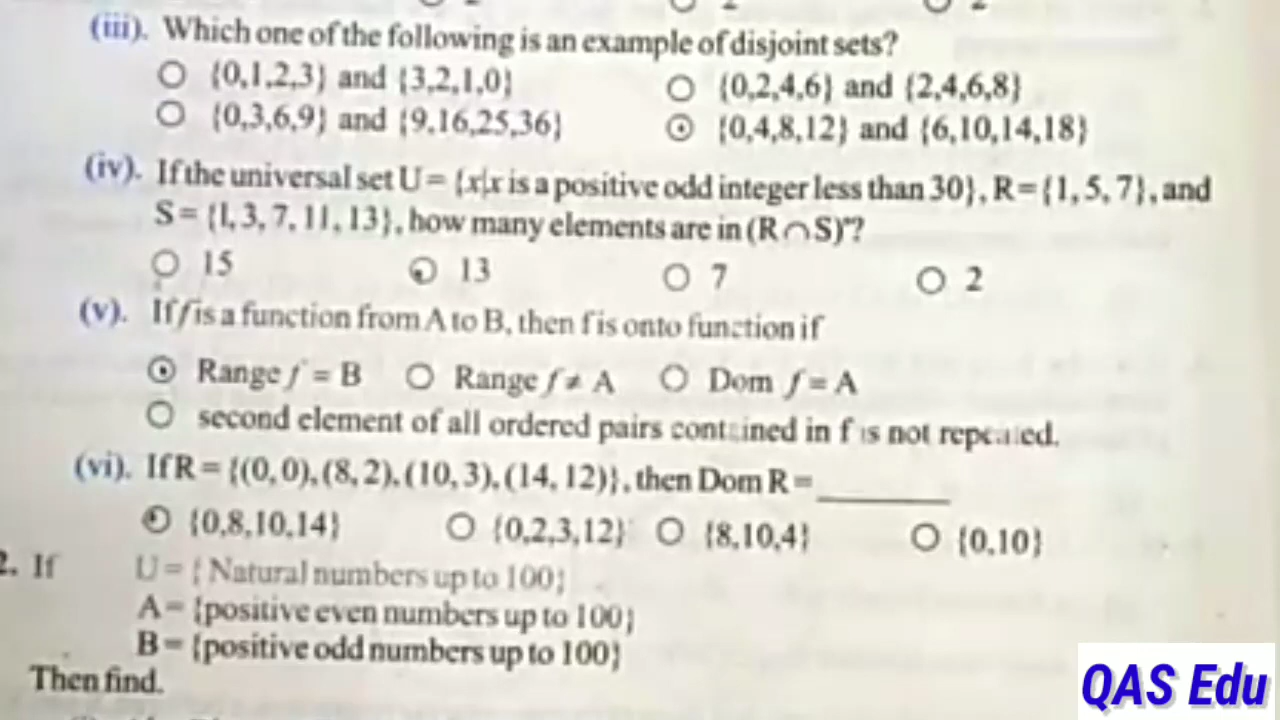 (iii). Which one of the following is an example of disjoint sets?
{0,1,2,3} and {3,2,1,0} {0,2,4,6} and {2,4,6,8}
{0,3,6,9} and {9,16,25,36} {0,4,8,12} and {6,10,14,18}
(iv). If the universal set U = {x|x is a positive odd integer less than 30}, R={1, 5, 7}, and
S= {1, 3, 7, 11, 13}, how many elements are in (R∩S)'?
15 13 7 2
(v). If f is a function from A to B, then f is onto function if
Range f = B Range f ≠ A Dom f = A
second element of all ordered pairs contained in f is not repeated.
(vi). If R = {(0, 0), (8, 2), (10, 3), (14, 12)}, then Dom R = ________
{0,8,10,14} {0,2,3,12} {8,10,4} {0,10}
2. If U = { Natural numbers up to 100}
A = {positive even numbers up to 100}
B = {positive odd numbers up to 100}
Then find.
QAS Edu